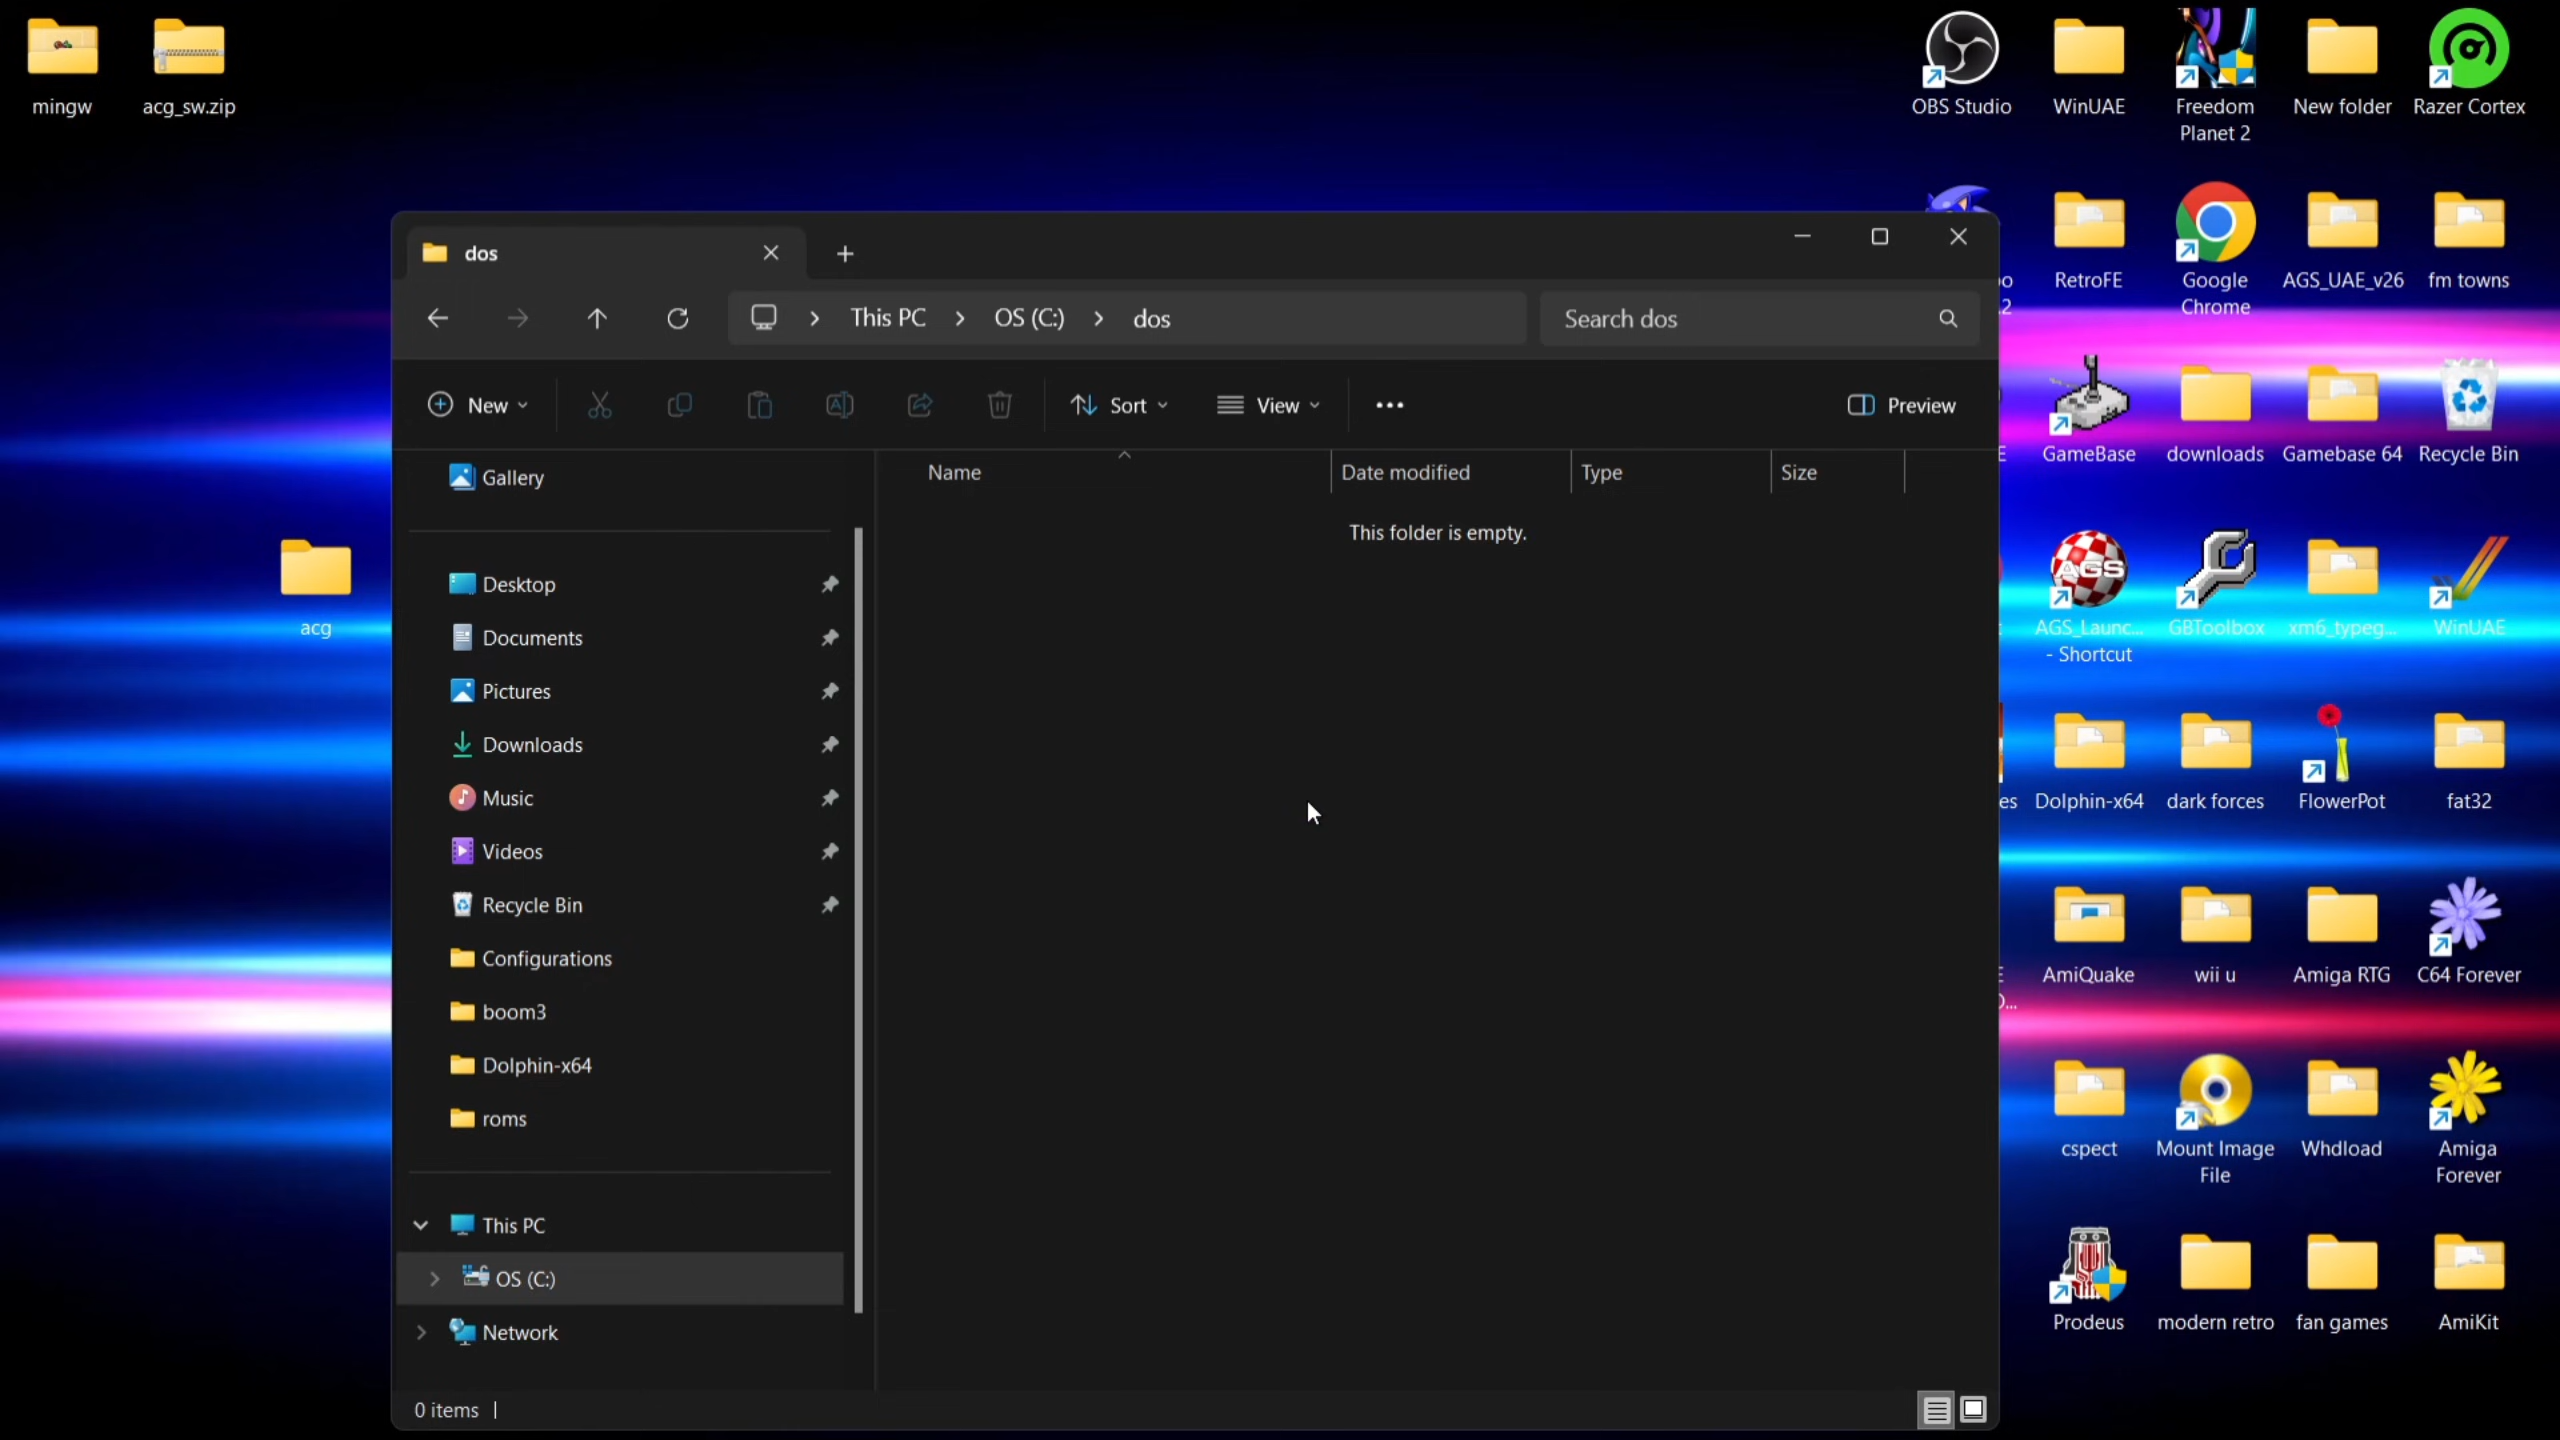 mingw
acg_sw.zip
OBS Studio
WinUAE
Freedom
Planet 2
New folder
Razer Cortex
dos
This PC
OS (C:)
dos
Search dos
RetroFE
Google
Chrome
AGS_UAE_v26
fm towns
New
Sort
View
Preview
GameBase
downloads
Gamebase 64
Recycle Bin
Name
Date modified
Type
Size
This folder is empty.
Gallery
Desktop
Documents
Pictures
Downloads
Music
Videos
Recycle Bin
Configurations
boom3
Dolphin-x64
roms
This PC
OS (C:)
Network
0 items
acg
AGS
AGS_Launc...
- Shortcut
GBToolbox
xm6_typeg...
WinUAE
Dolphin-x64
dark forces
FlowerPot
fat32
AmiQuake
wii u
Amiga RTG
C64 Forever
cspect
Mount Image
File
Whdload
Amiga
Forever
Prodeus
modern retro
fan games
AmiKit